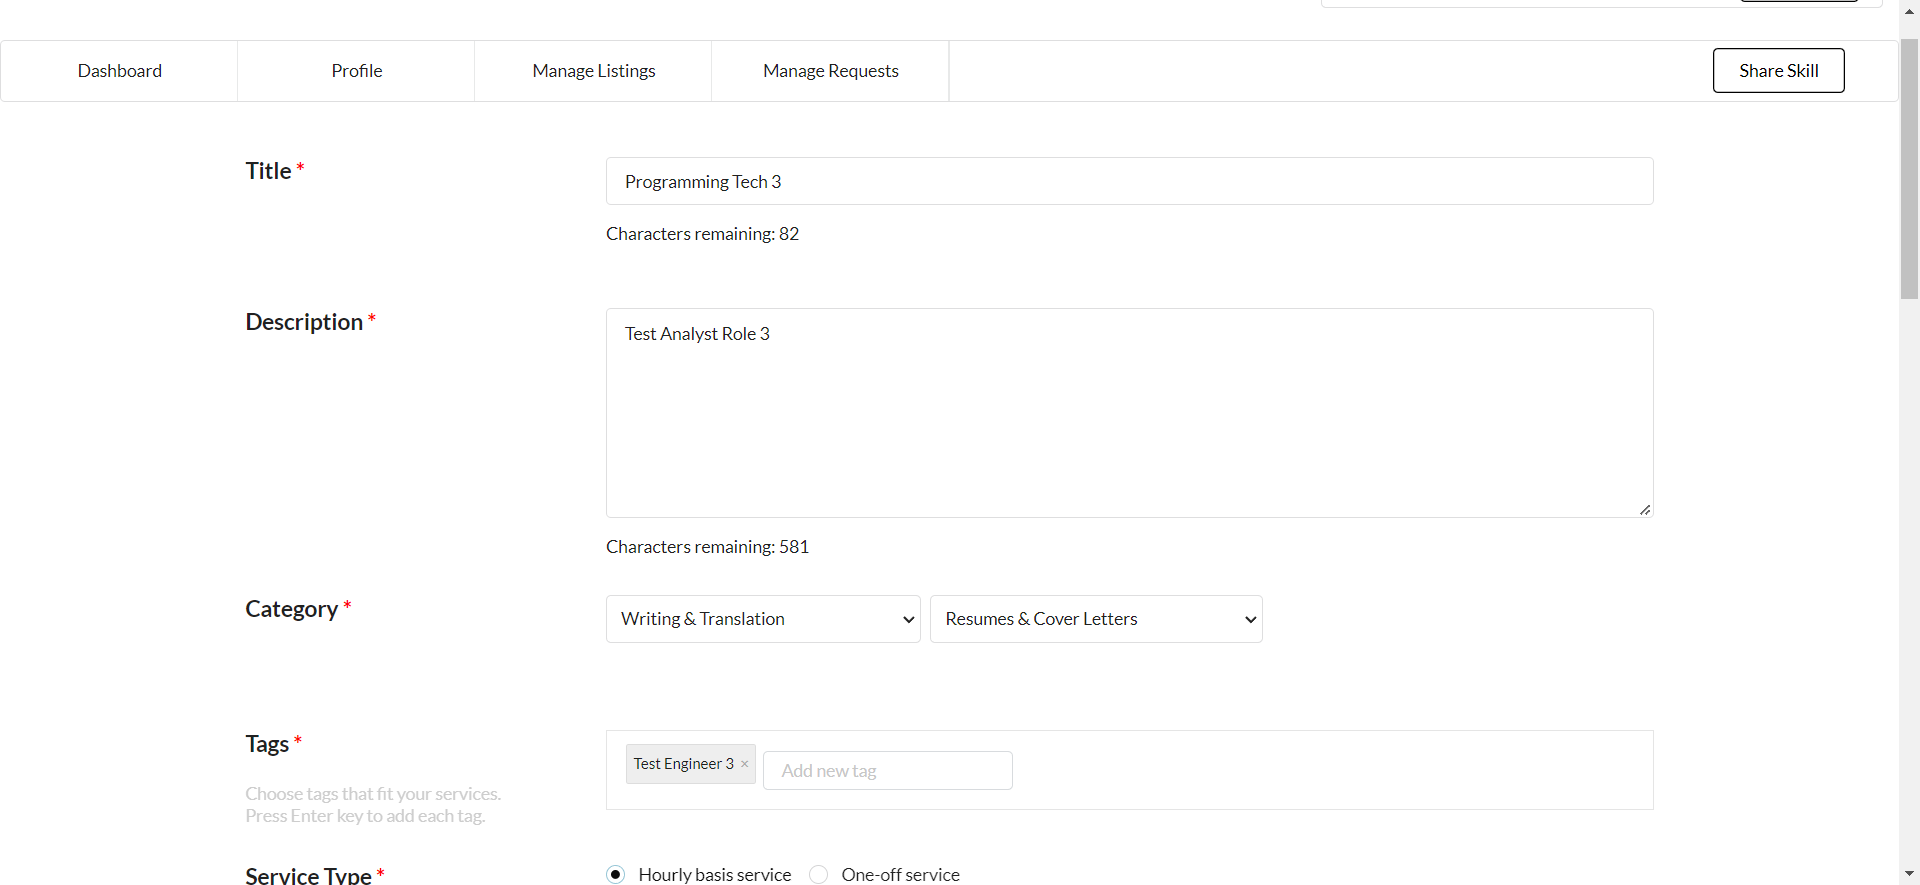 Dashboard
Profile
Manage Listings
Manage Requests
Share Skill
Title *
Programming Tech 3
Characters remaining: 82
Description *
Test Analyst Role 3
Characters remaining: 581
Category *
Writing & Translation
Resumes & Cover Letters
Tags *
Test Engineer 3 ×
Add new tag
Choose tags that fit your services.
Press Enter key to add each tag.
Service Type *
Hourly basis service
One-off service